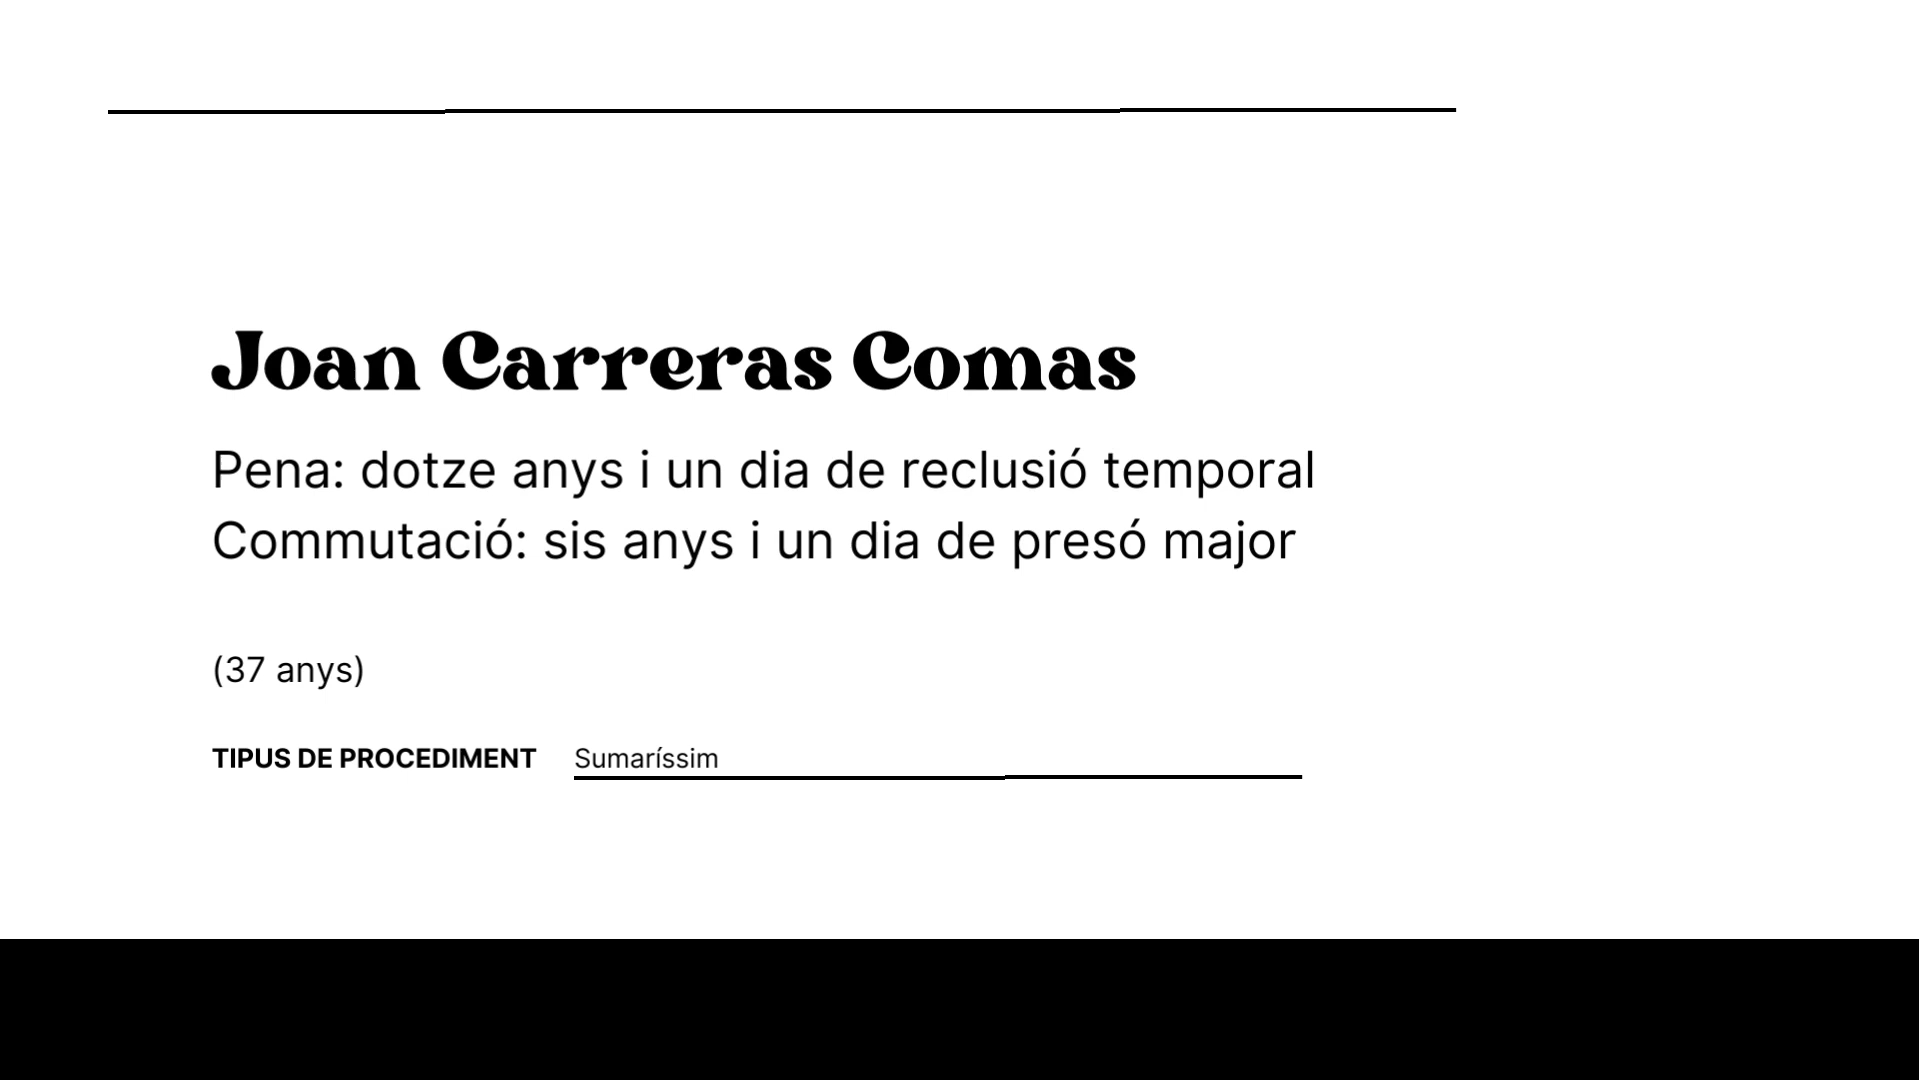 Joan Carreras Comas
Pena: dotze anys i un dia de reclusió temporal
Commutació: sis anys i un dia de presó major
(37 anys)
TIPUS DE PROCEDIMENT Sumaríssim